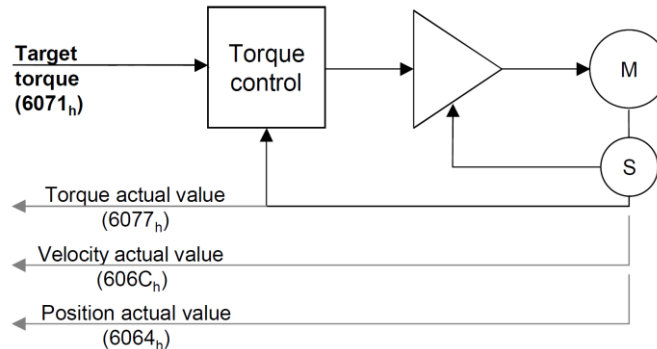 Target
torque
(6071h)
Torque
control
M
S
Torque actual value
(6077h)
Velocity actual value
(606Ch)
Position actual value
(6064h)